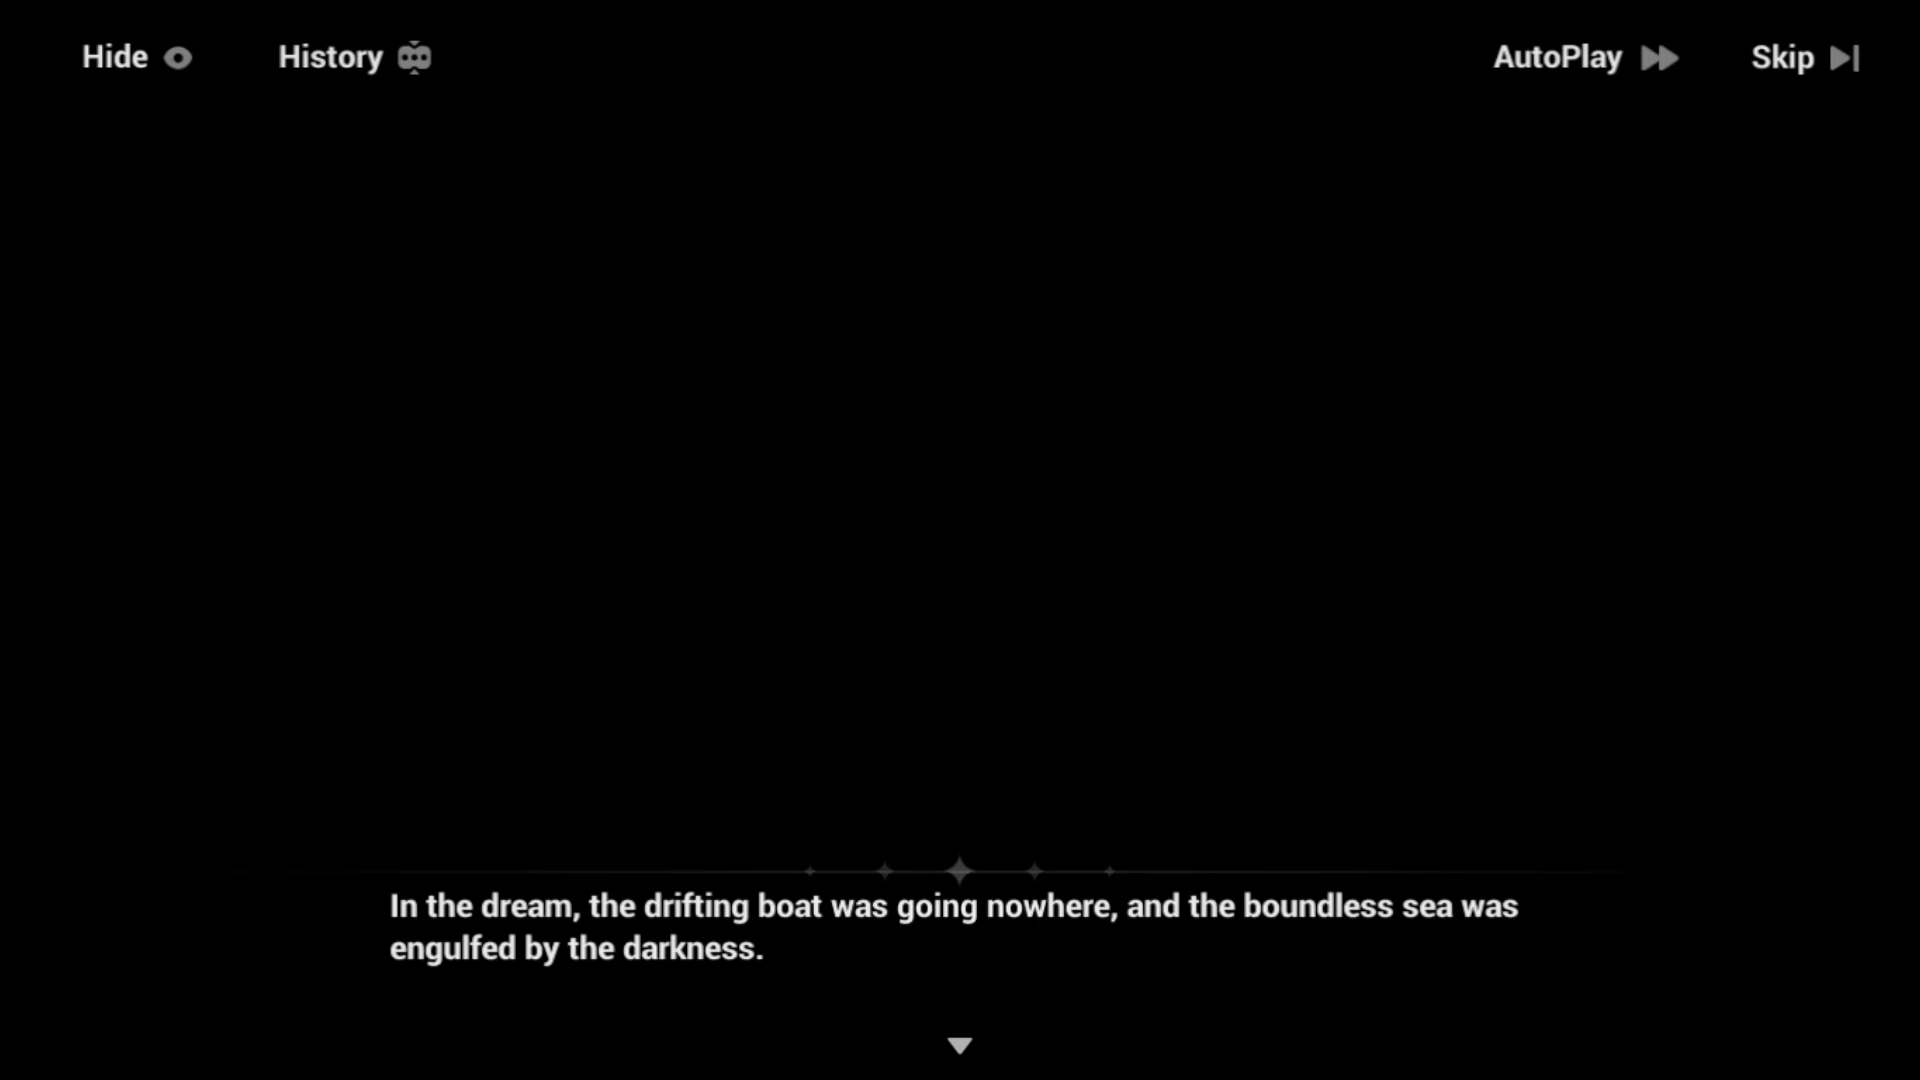 Hide
History
AutoPlay
Skip
In the dream, the drifting boat was going nowhere, and the boundless sea was
engulfed by the darkness.